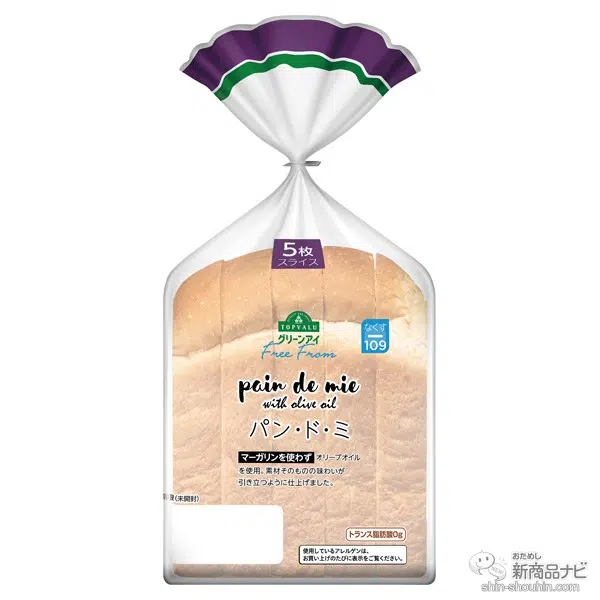 5枚
スライス
TOPVALU
グリーンアイ
Free From
なくす
109
pain de mie
with olive oil
パン・ド・ミ
マーガリンを使わず オリーブオイル
を使用。素材そのものの味わいが
引き立つように仕上げました。
(未開封)
トランス脂肪酸0g
使用しているアレルゲンは、
お買い上げのたびに表示をご覧ください。
おためし
新商品ナビ
shin-shouhin.com